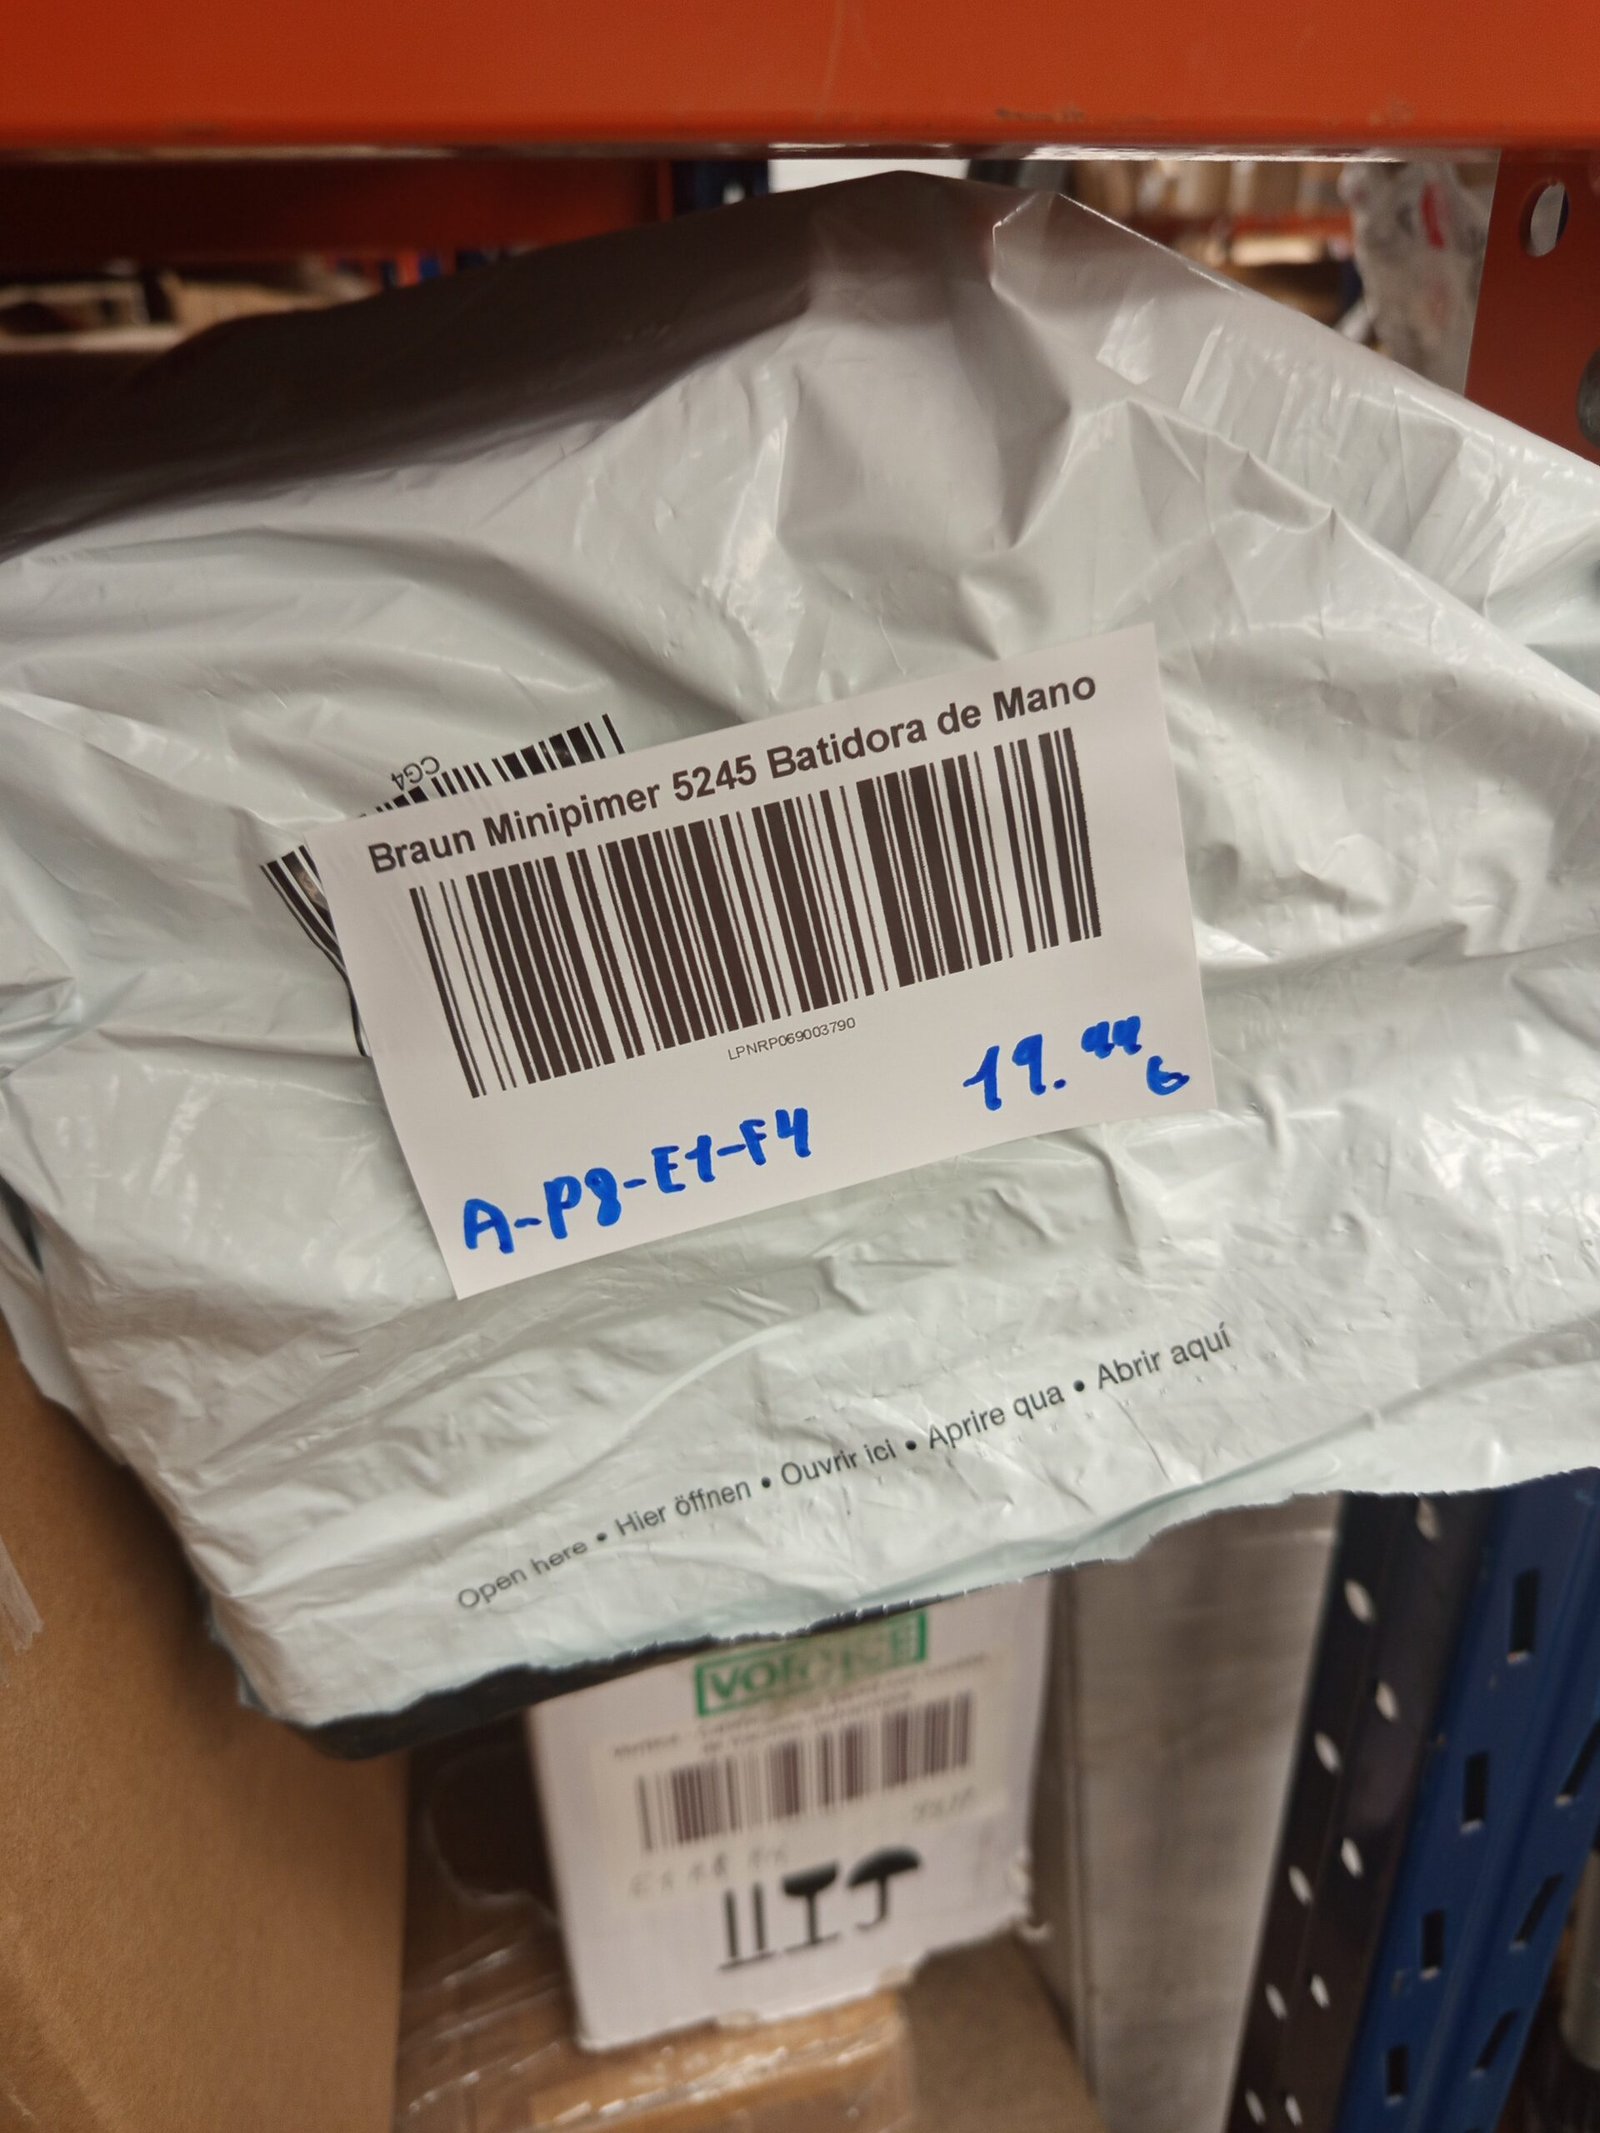 CG4
Braun Minipimer 5245 Batidora de Mano
LPNRP069003790
19.99
A-P8-E1-F4
Open here • Hier öffnen • Ouvrir ici • Aprire qua • Abrir aquí